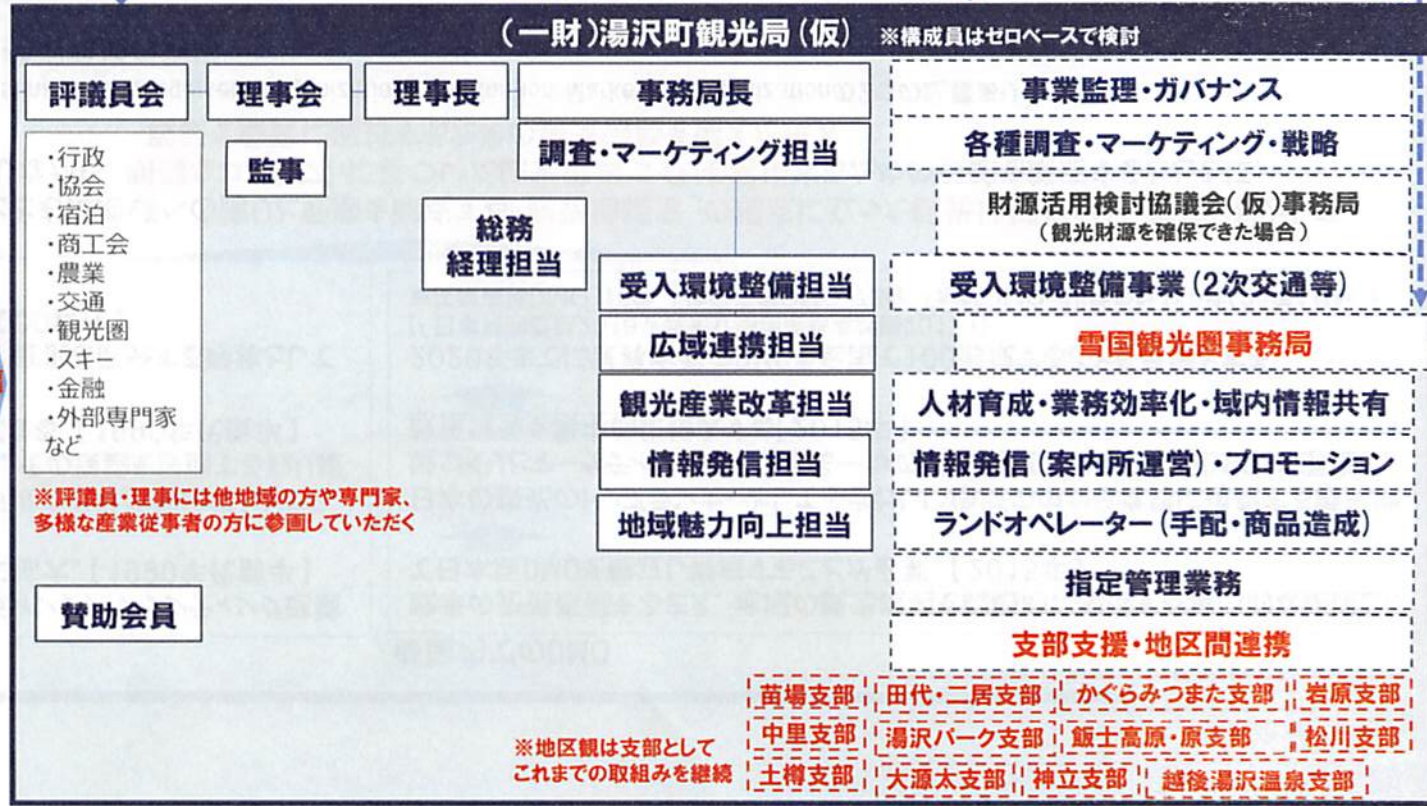 (一財)湯沢町観光局(仮) ※構成員はゼロベースで検討
評議員会
理事会
理事長
事務局長
事業監理・ガバナンス
・行政
・協会
・宿泊
・商工会
・農業
・交通
・観光圏
・スキー
・金融
・外部専門家
など
監事
調査・マーケティング担当
各種調査・マーケティング・戦略
総務
経理担当
財源活用検討協議会(仮)事務局
(観光財源を確保できた場合)
受入環境整備担当
受入環境整備事業(2次交通等)
広域連携担当
雪国観光圏事務局
観光産業改革担当
人材育成・業務効率化・域内情報共有
情報発信担当
情報発信(案内所運営)・プロモーション
地域魅力向上担当
ランドオペレーター(手配・商品造成)
※評議員・理事には他地域の方や専門家、
多様な産業従事者の方に参画していただく
指定管理業務
賛助会員
支部支援・地区間連携
※地区観は支部として
これまでの取組みを継続
苗場支部
田代・二居支部
かぐらみつまた支部
岩原支部
中里支部
湯沢パーク支部
飯士高原・原支部
松川支部
土樽支部
大源太支部
神立支部
越後湯沢温泉支部